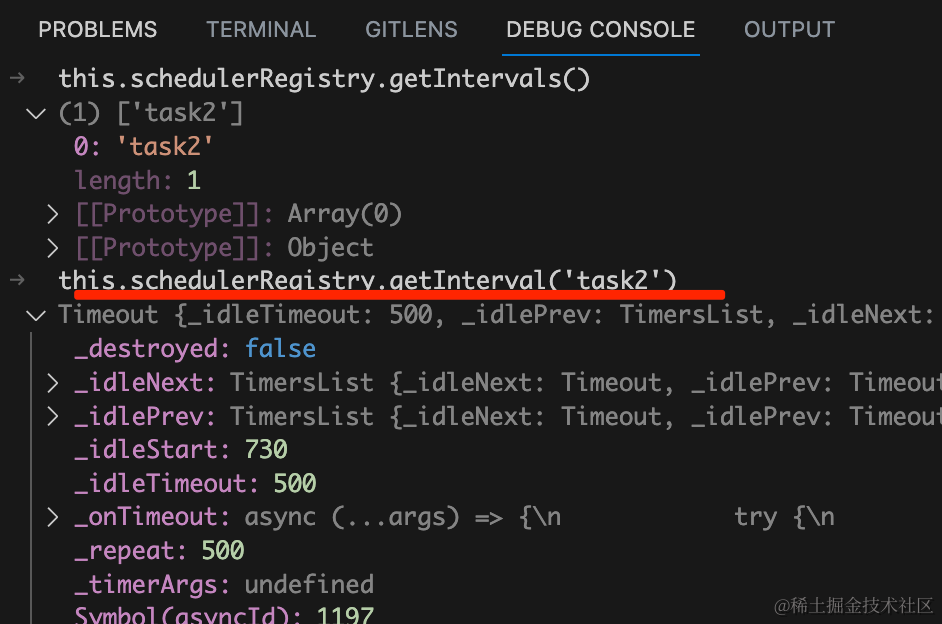 PROBLEMS TERMINAL GITLENS DEBUG CONSOLE OUTPUT
this.schedulerRegistry.getIntervals()
(1) ['task2']
0: 'task2'
length: 1
[[Prototype]]: Array(0)
[[Prototype]]: Object
this.schedulerRegistry.getInterval('task2')
Timeout {_idleTimeout: 500, _idlePrev: TimersList, _idleNext:
_destroyed: false
_idleNext: TimersList {_idleNext: Timeout, _idlePrev: Timeout
_idlePrev: TimersList {_idleNext: Timeout, _idlePrev: Timeout
_idleStart: 730
_idleTimeout: 500
_onTimeout: async (...args) => {\n try {\n
_repeat: 500
_timerArgs: undefined
Symbol(asyncId): 1197
@稀土掘金技术社区